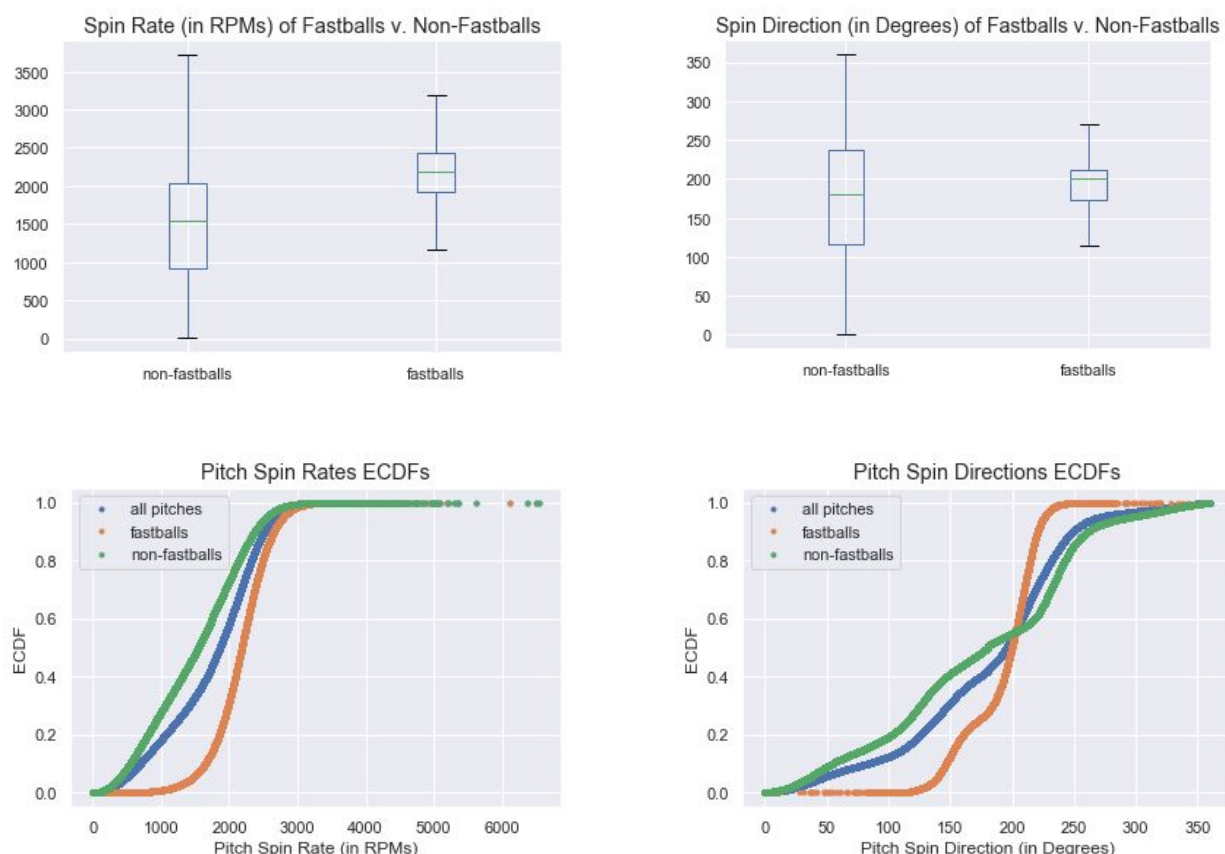 Spin Rate (in RPMs) of Fastballs v. Non-Fastballs
3500
3000
2500
2000
1500
1000
500
0
non-fastballs
fastballs
Spin Direction (in Degrees) of Fastballs v. Non-Fastballs
350
300
250
200
150
100
50
0
non-fastballs
fastballs
Pitch Spin Rates ECDFs
1.0
0.8
0.6
0.4
0.2
0.0
ECDF
all pitches
fastballs
non-fastballs
0
1000
2000
3000
4000
5000
6000
Pitch Spin Rate (in RPMs)
Pitch Spin Directions ECDFs
1.0
0.8
0.6
0.4
0.2
0.0
ECDF
all pitches
fastballs
non-fastballs
0
50
100
150
200
250
300
350
Pitch Spin Direction (in Degrees)